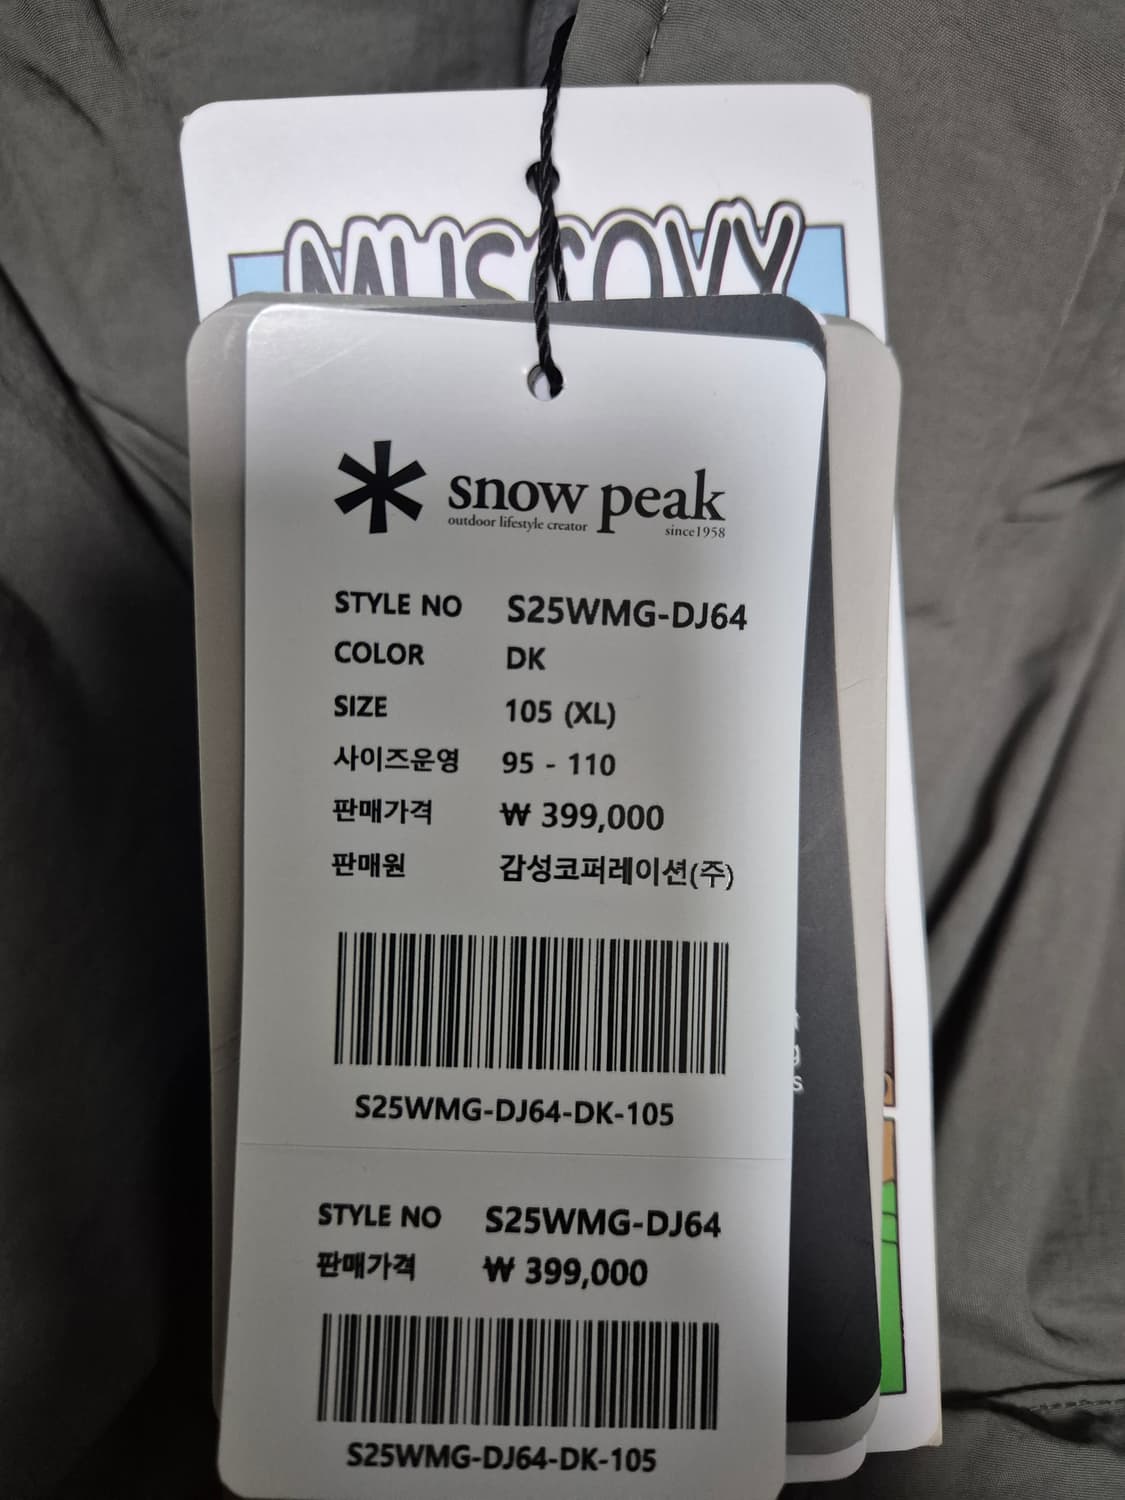 MUSCOVY
snow peak
outdoor lifestyle creator
since1958
STYLE NO S25WMG-DJ64
COLOR DK
SIZE 105 (XL)
사이즈운영 95 - 110
판매가격 ₩ 399,000
판매원 감성코퍼레이션(주)
S25WMG-DJ64-DK-105
STYLE NO S25WMG-DJ64
판매가격 ₩ 399,000
S25WMG-DJ64-DK-105